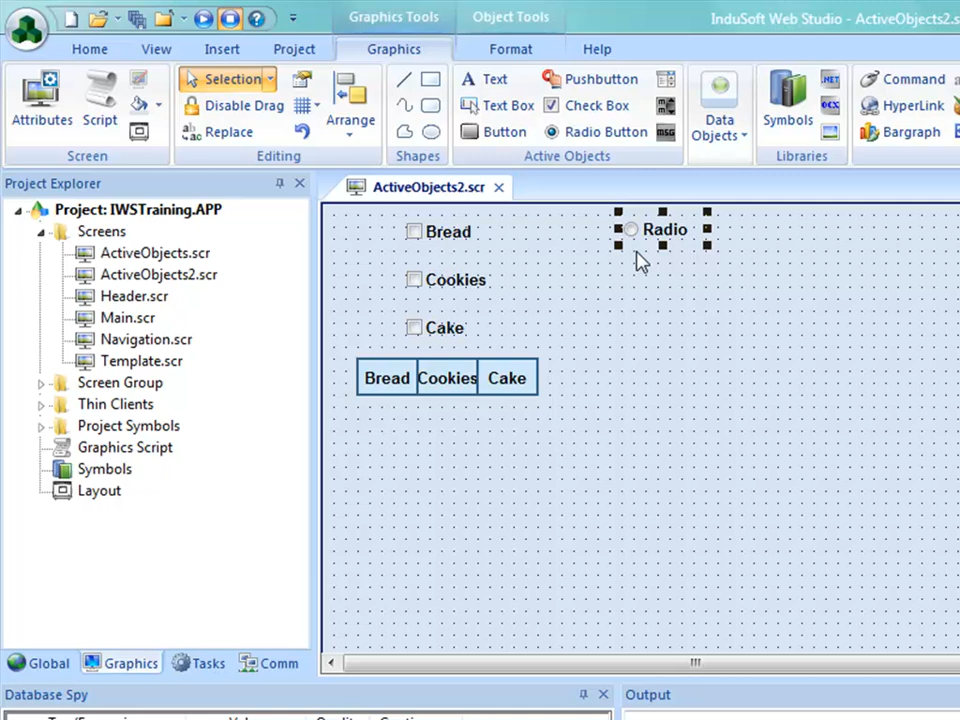 Graphics Tools Object Tools InduSoft Web Studio - ActiveObjects2.s
Home View Insert Project Graphics Format Help
Selection Text Pushbutton .NET Command
Attributes Script Disable Drag Arrange Text Box Check Box Data Objects Symbols OCX HyperLink
Replace Button Radio Button MSG Bargraph
Screen Editing Shapes Active Objects Libraries
Project Explorer ActiveObjects2.scr
Project: IWSTraining.APP
Screens
ActiveObjects.scr
ActiveObjects2.scr
Header.scr
Main.scr
Navigation.scr
Template.scr
Screen Group
Thin Clients
Project Symbols
Graphics Script
Symbols
Layout
Bread Radio
Cookies
Cake
Bread Cookies Cake
Global Graphics Tasks Comm
Database Spy Output